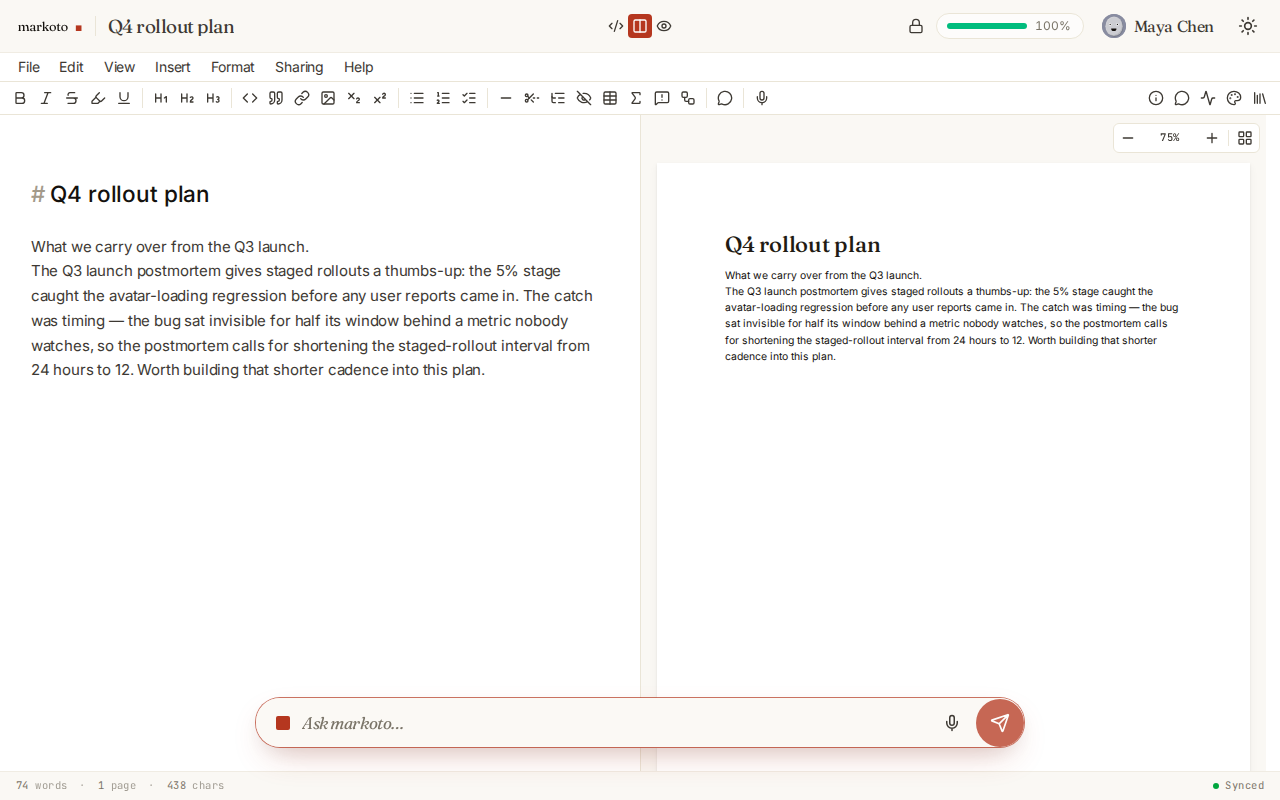 markoto
Q4 rollout plan
100%
Maya Chen
File Edit View Insert Format Sharing Help
H1 H2 H3
75%
# Q4 rollout plan
What we carry over from the Q3 launch.
The Q3 launch postmortem gives staged rollouts a thumbs-up: the 5% stage
caught the avatar-loading regression before any user reports came in. The catch
was timing — the bug sat invisible for half its window behind a metric nobody
watches, so the postmortem calls for shortening the staged-rollout interval from
24 hours to 12. Worth building that shorter cadence into this plan.
Q4 rollout plan
What we carry over from the Q3 launch.
The Q3 launch postmortem gives staged rollouts a thumbs-up: the 5% stage caught the
avatar-loading regression before any user reports came in. The catch was timing — the bug
sat invisible for half its window behind a metric nobody watches, so the postmortem calls
for shortening the staged-rollout interval from 24 hours to 12. Worth building that shorter
cadence into this plan.
Ask markoto...
74 words · 1 page · 438 chars
Synced